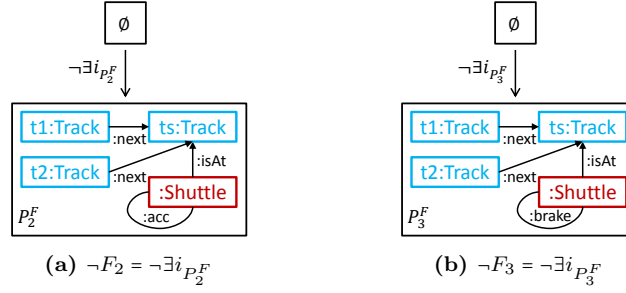 ∅
¬∃i_{P_2^F}
t1:Track
ts:Track
:next
t2:Track
:next
:isAt
:Shuttle
:acc
P_2^F
(a) ¬F_2 = ¬∃i_{P_2^F}
∅
¬∃i_{P_3^F}
t1:Track
ts:Track
:next
t2:Track
:next
:isAt
:Shuttle
:brake
P_3^F
(b) ¬F_3 = ¬∃i_{P_3^F}